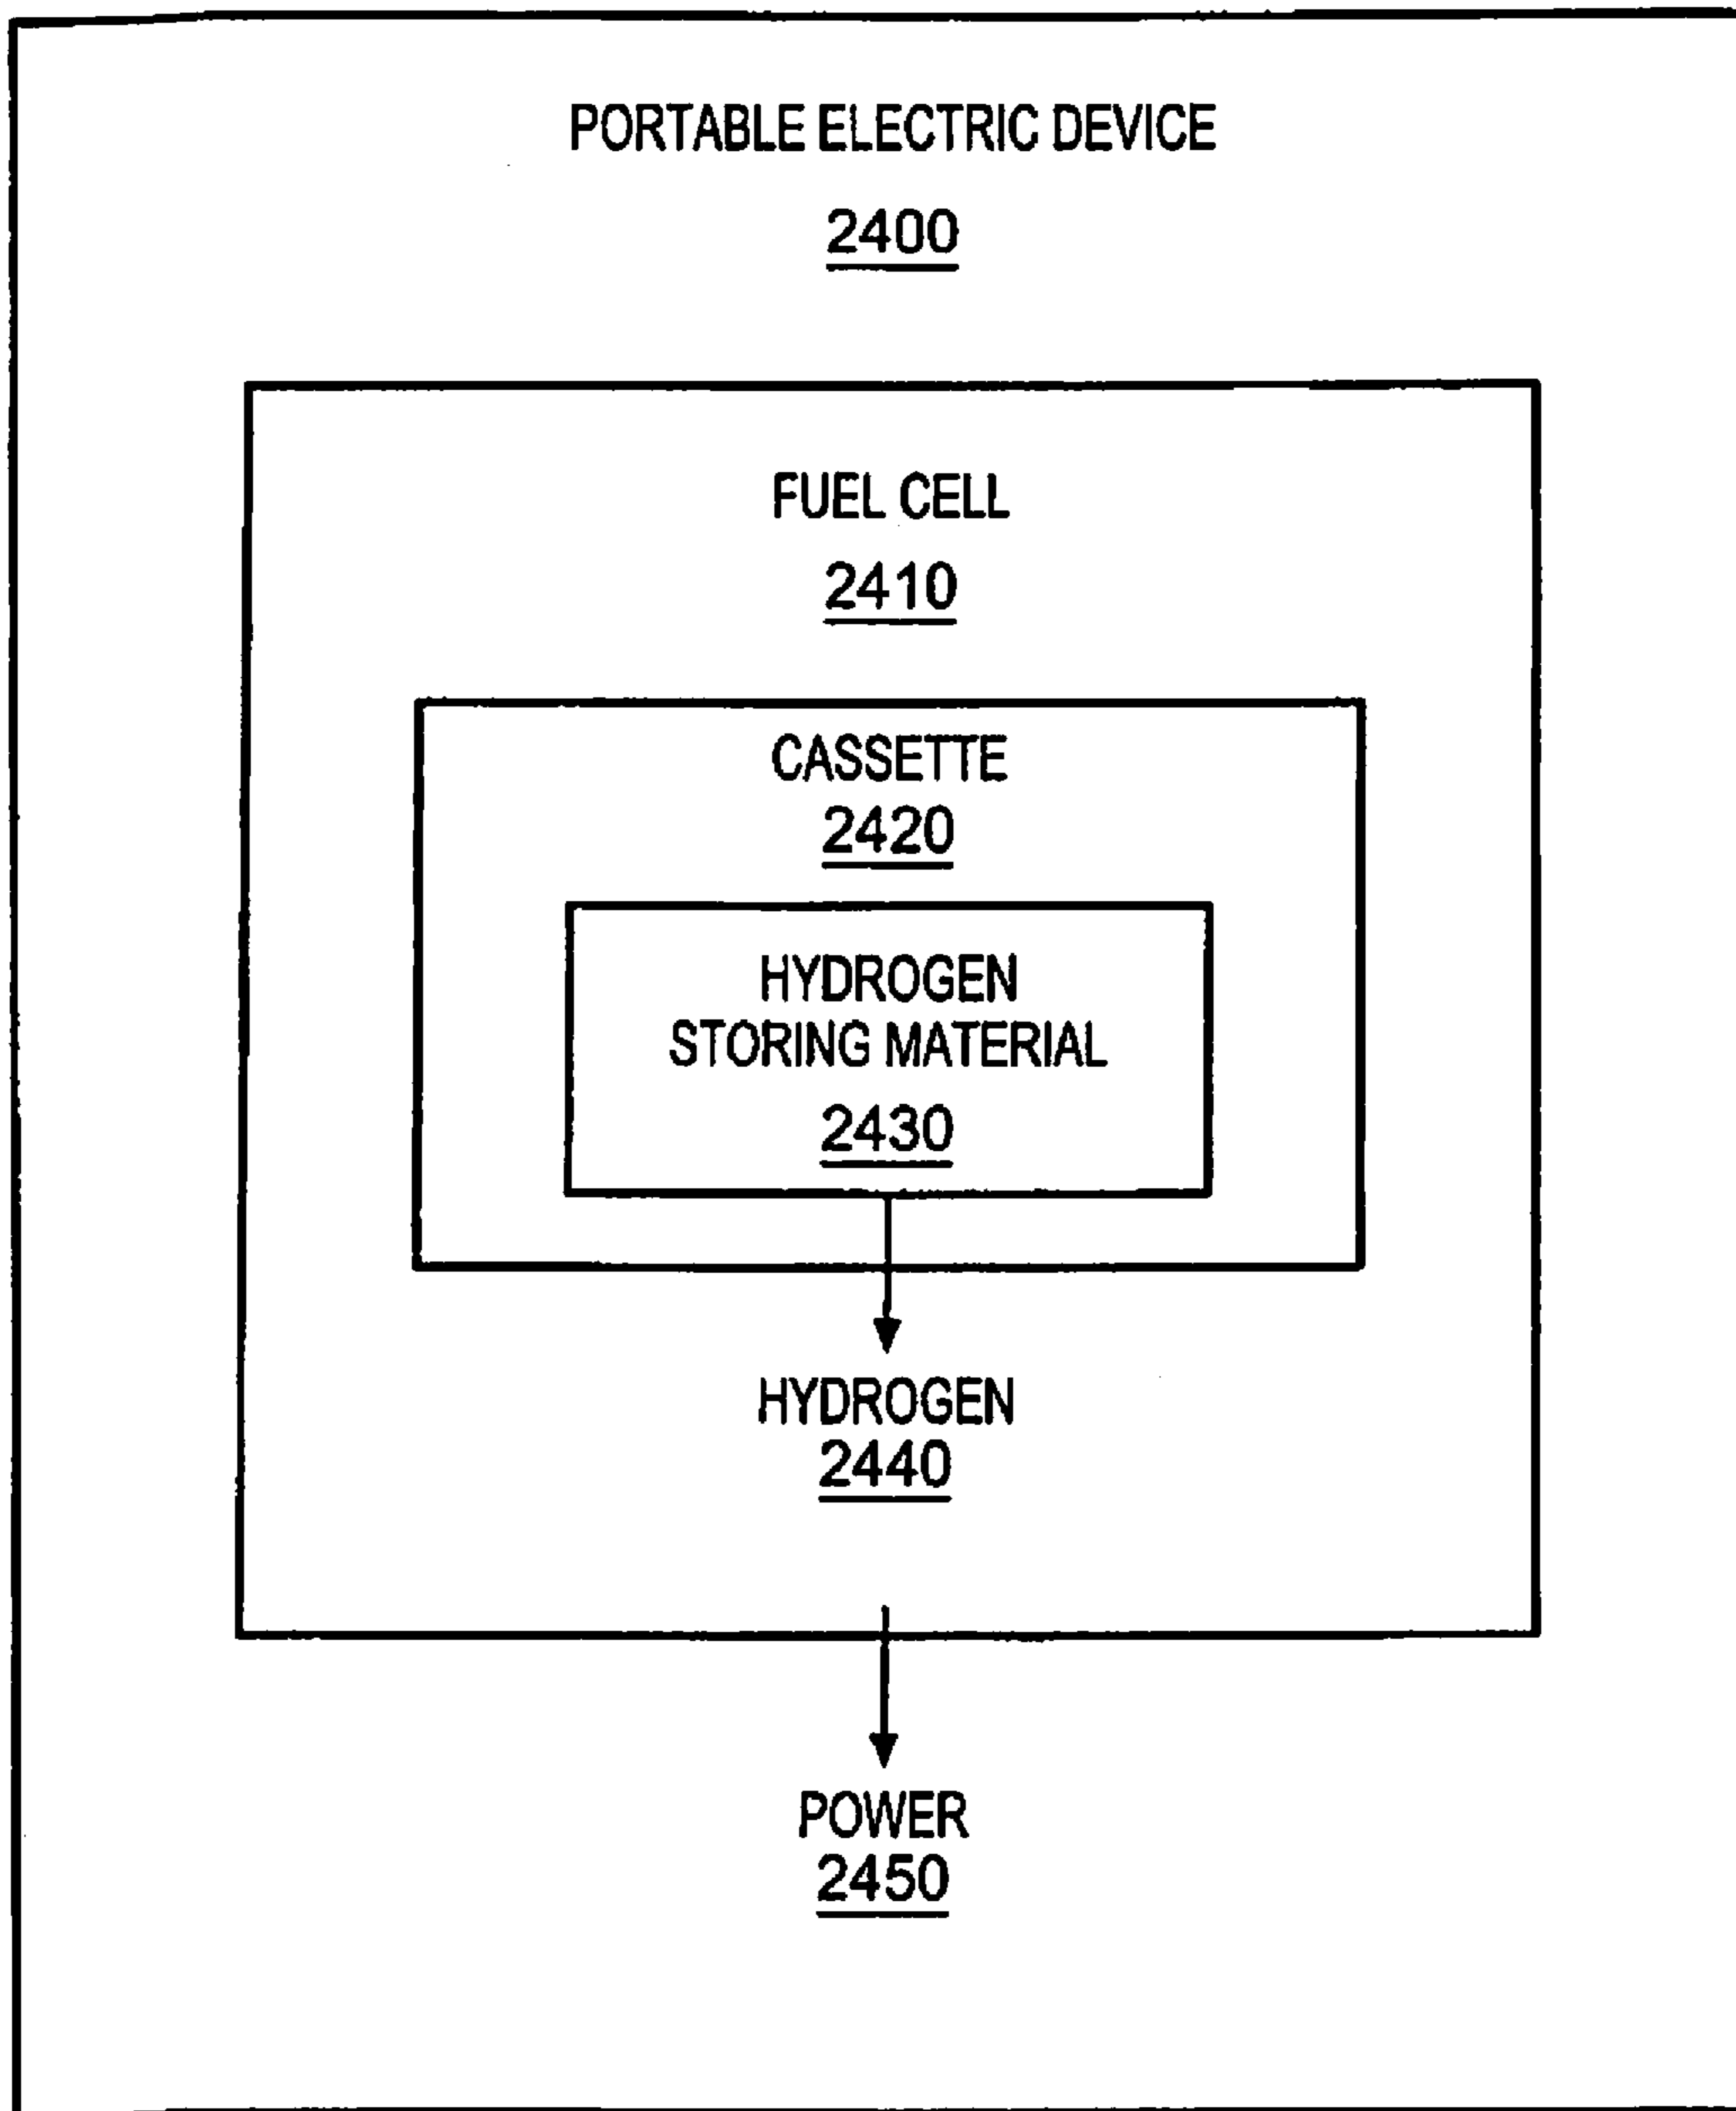 PORTABLE ELECTRIC DEVICE
2400
FUEL CELL
2410
CASSETTE
2420
HYDROGEN
STORING MATERIAL
2430
HYDROGEN
2440
POWER
2450